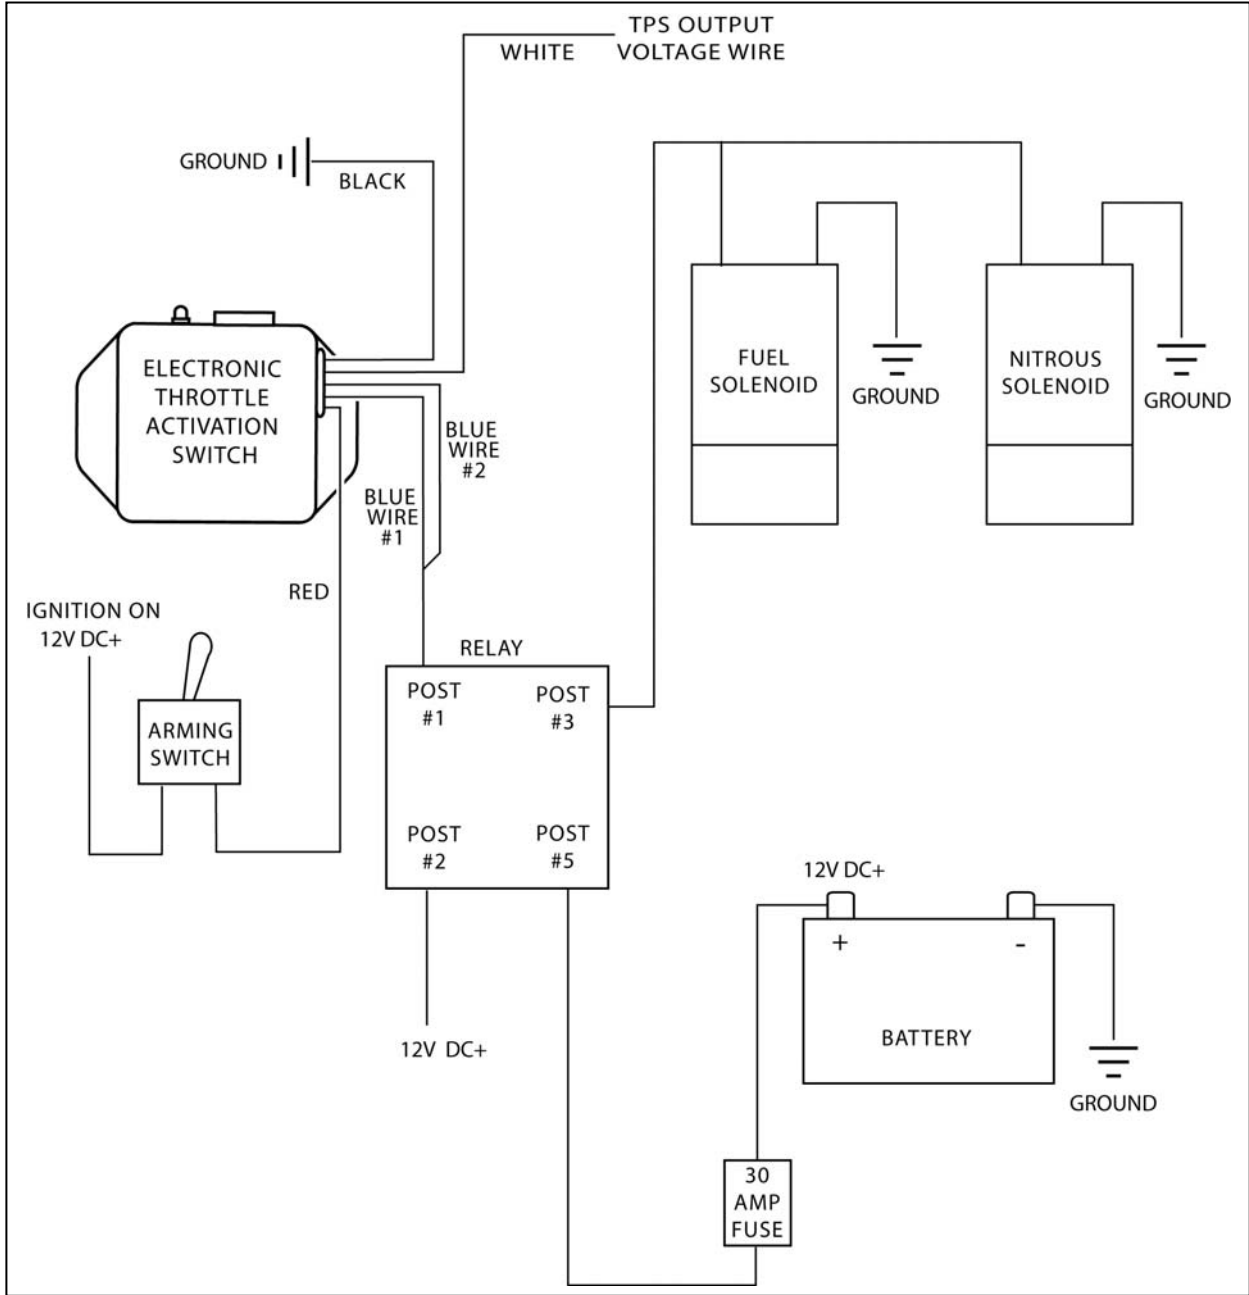 TPS OUTPUT
WHITE VOLTAGE WIRE
GROUND
BLACK
ELECTRONIC
THROTTLE
ACTIVATION
SWITCH
BLUE
WIRE
#2
BLUE
WIRE
#1
RED
FUEL
SOLENOID
GROUND
NITROUS
SOLENOID
GROUND
IGNITION ON
12V DC+
ARMING
SWITCH
RELAY
POST
#1
POST
#3
POST
#2
POST
#5
12V DC+
12V DC+
+ -
BATTERY
GROUND
30
AMP
FUSE